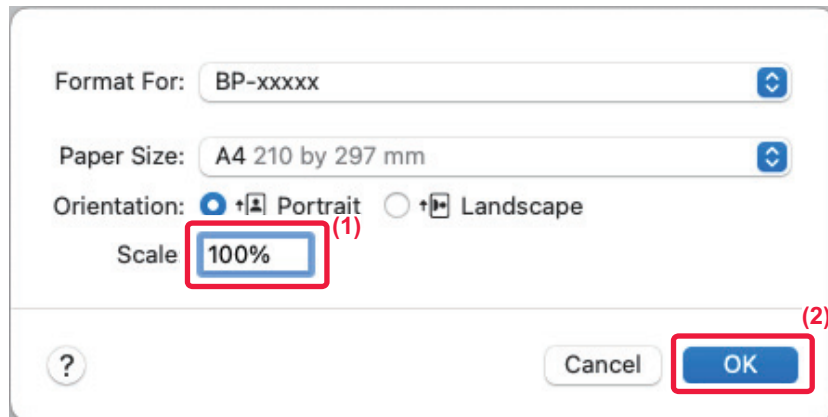 Format For: BP-xxxxx
Paper Size: A4 210 by 297 mm
Orientation: Portrait Landscape
(1)
Scale 100%
(2)
? Cancel OK